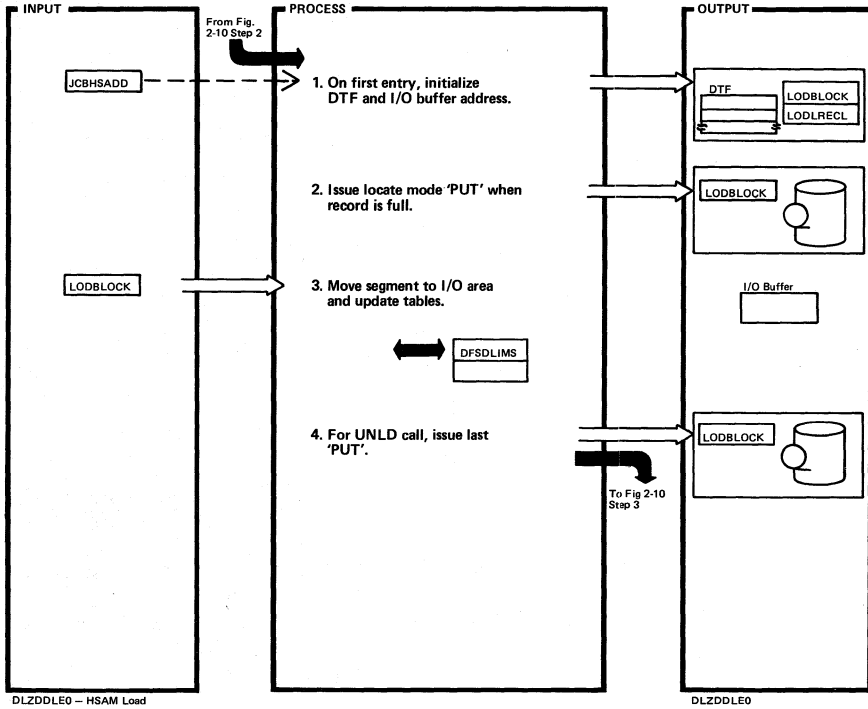 INPUT
PROCESS
OUTPUT
From Fig.
2-10 Step 2
JCBHSADD
1. On first entry, initialize
DTF and I/O buffer address.
DTF
LODBLOCK
LODLRECL
2. Issue locate mode 'PUT' when
record is full.
LODBLOCK
LODBLOCK
3. Move segment to I/O area
and update tables.
I/O Buffer
DFSDLIMS
4. For UNLD call, issue last
'PUT'.
LODBLOCK
To Fig 2-10
Step 3
DLZDDLE0 – HSAM Load
DLZDDLE0